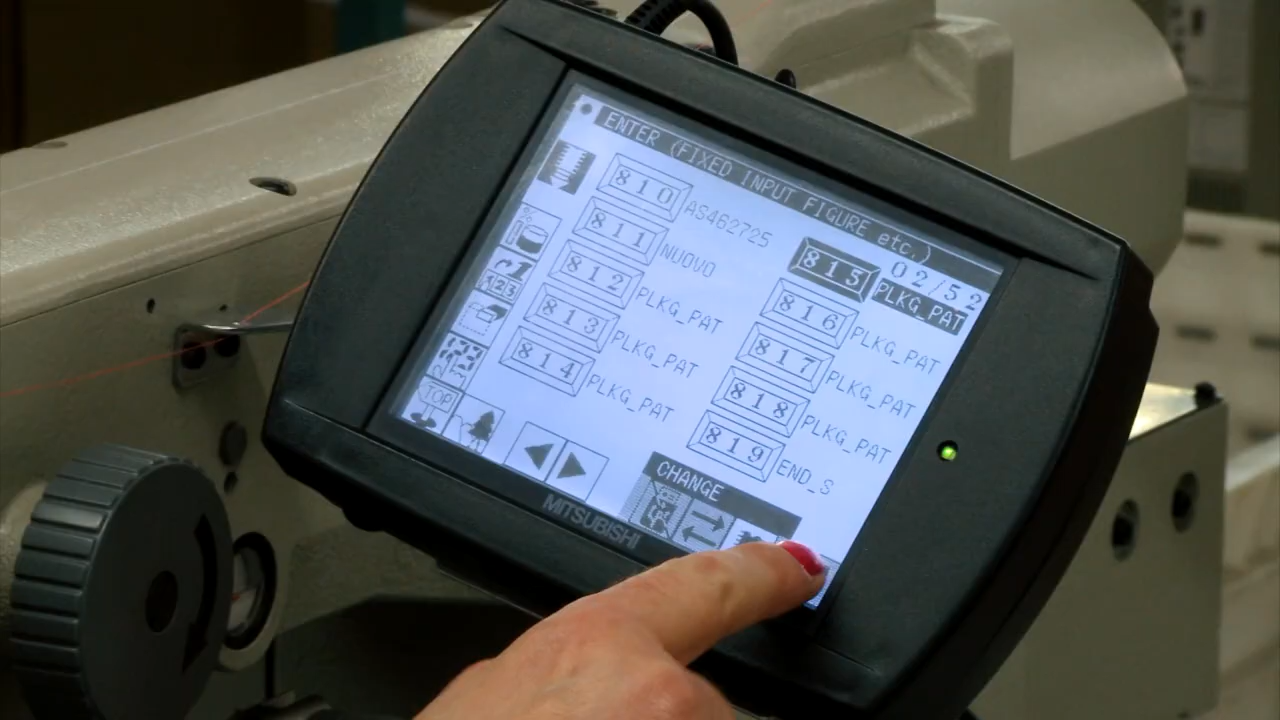 ENTER (FIXED INPUT FIGURE etc.)
02/52
810 AS462725
811 NUOVO
812 PLKG_PAT
813 PLKG_PAT
814 PLKG_PAT
815 PLKG_PAT
816 PLKG_PAT
817 PLKG_PAT
818 PLKG_PAT
819 END_S
%
123
TOP
CHANGE
MITSUBISHI